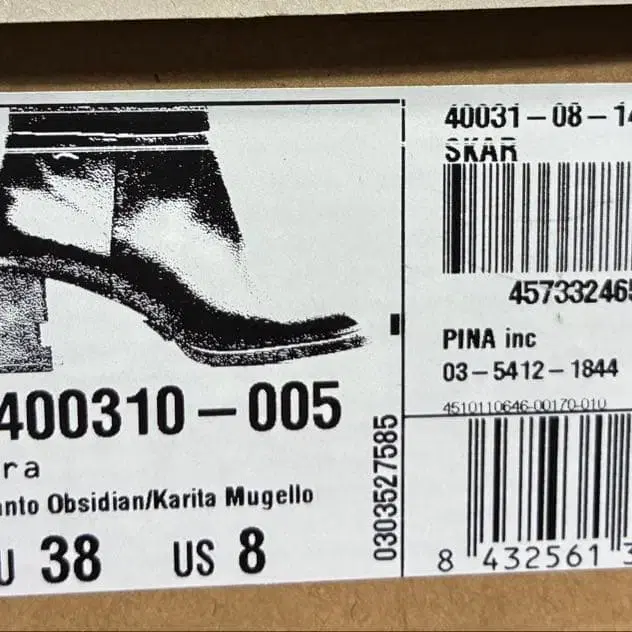 400310-005
ra
anto Obsidian/Karita Mugello
U 38 US 8
0303527585
40031-08-14
SKAR
457332465
PINA inc
03-5412-1844
4510110646-00170-010
8 432561 3